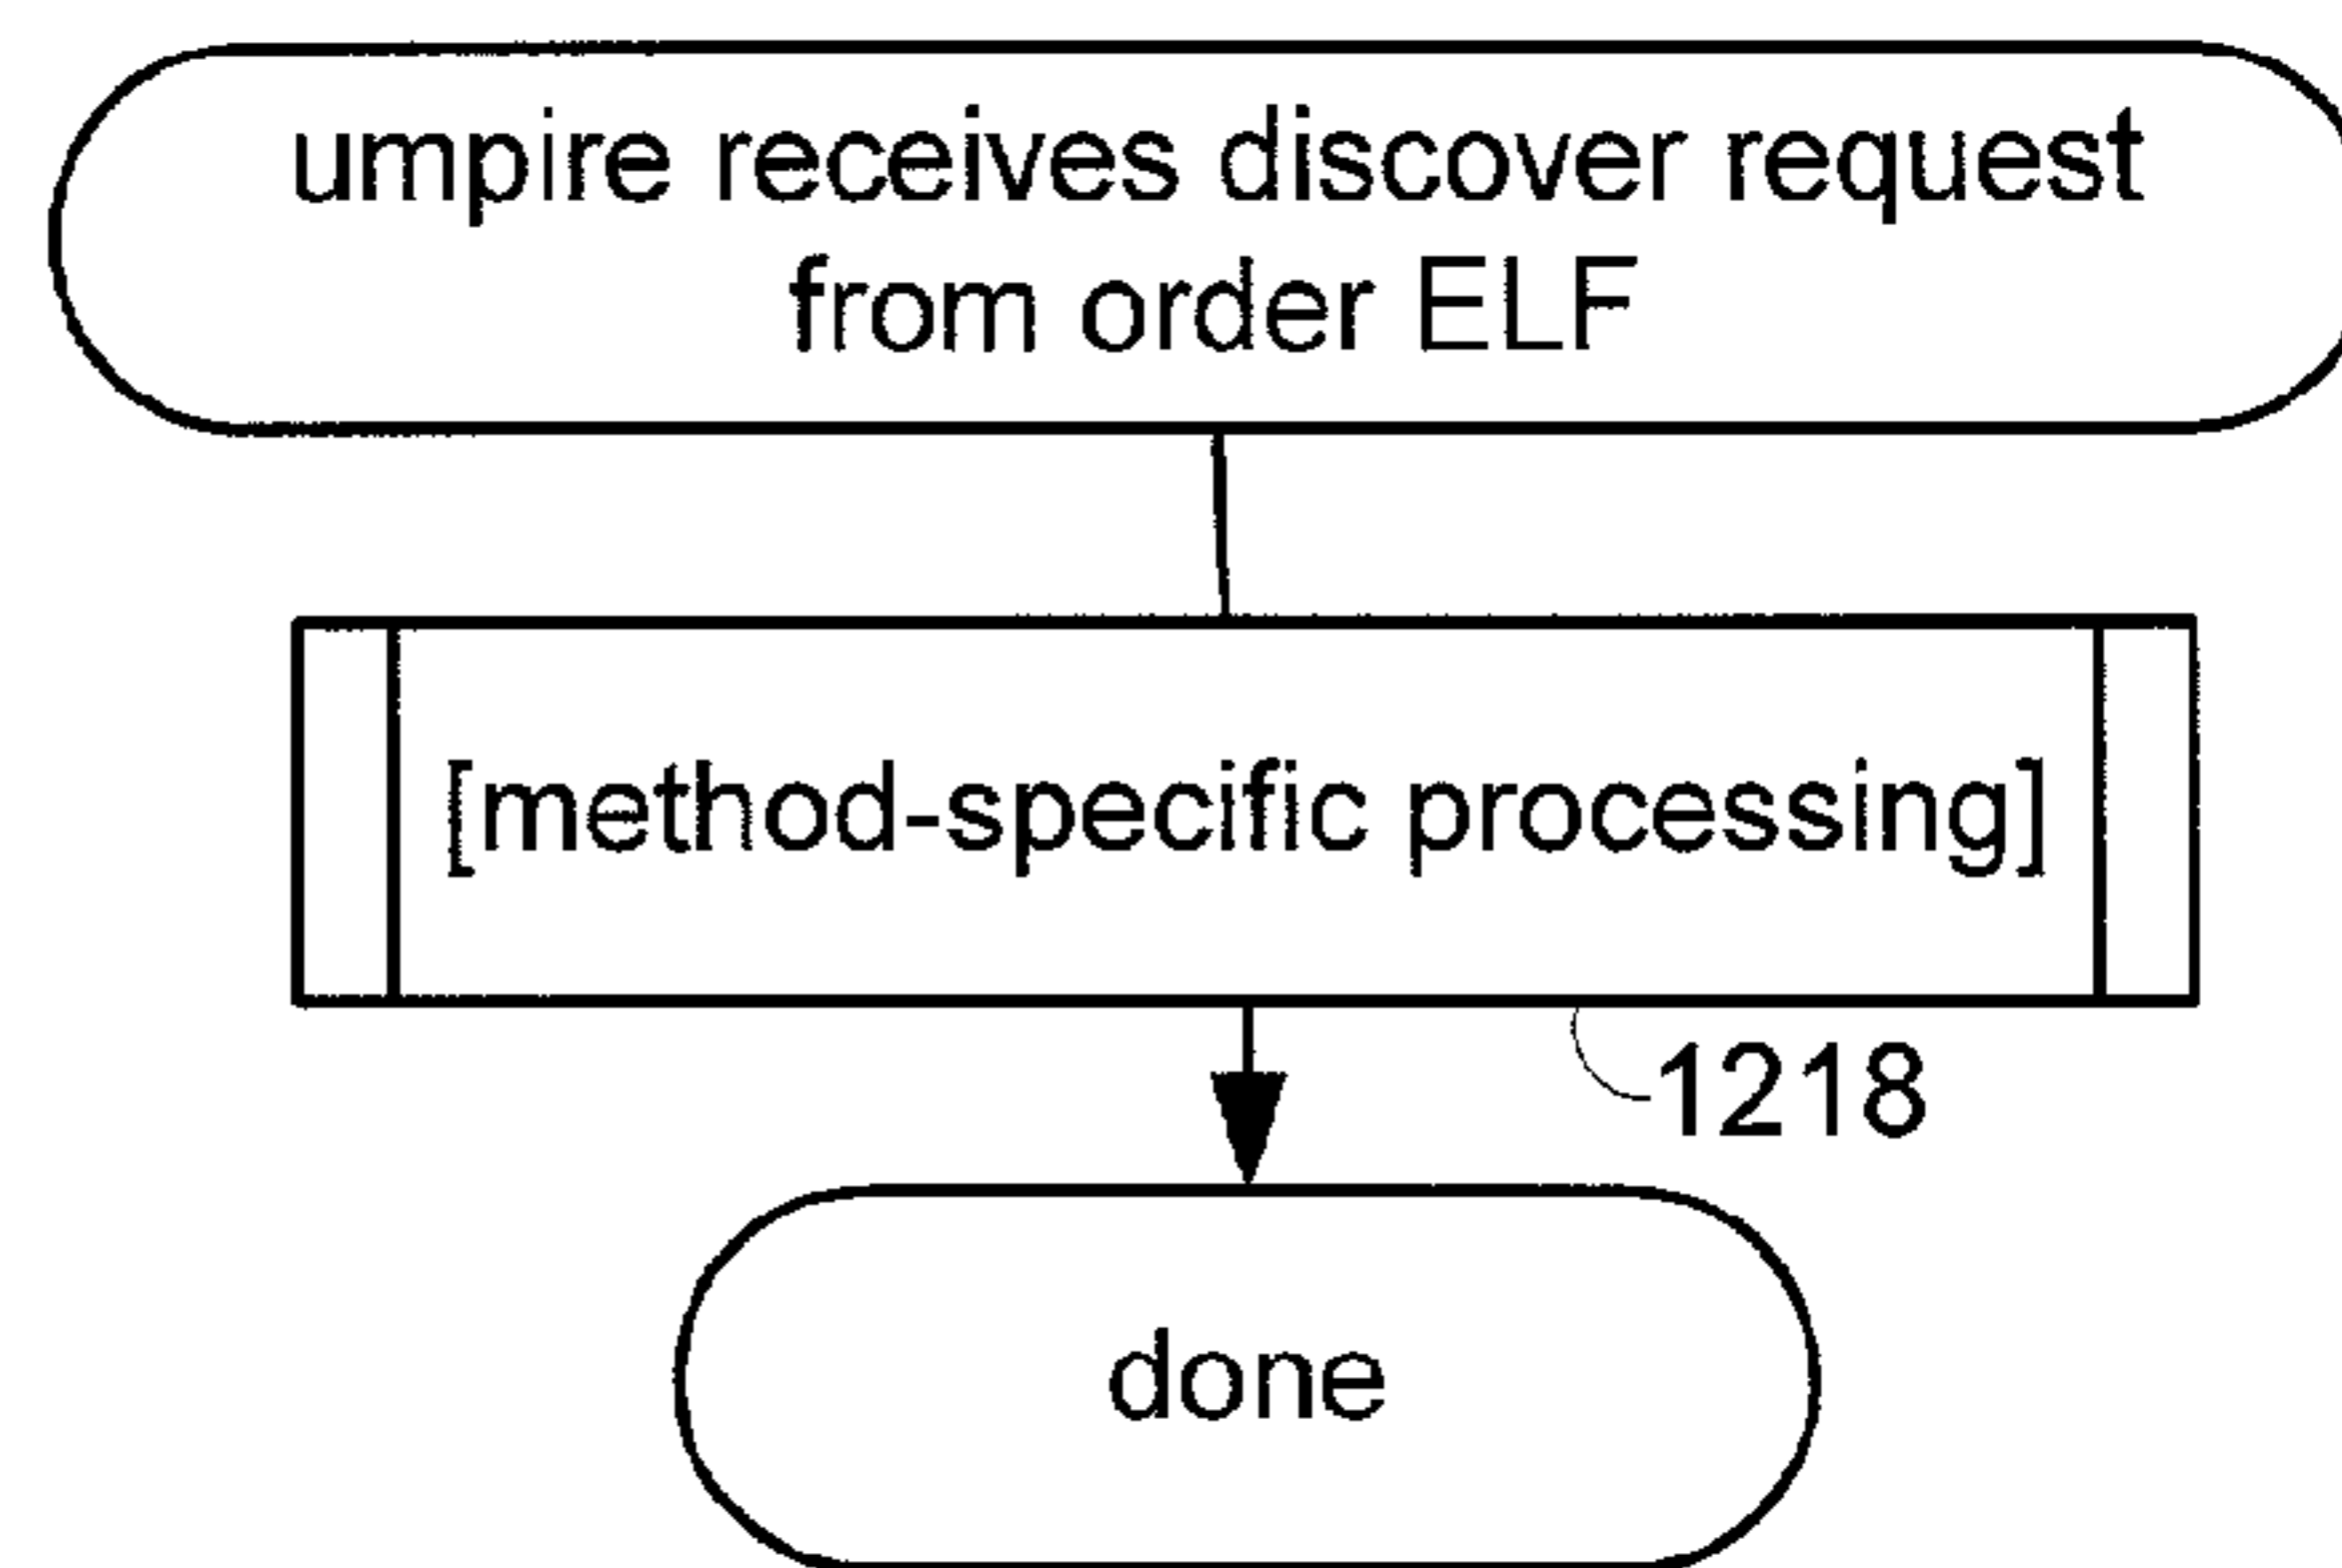 umpire receives discover request
from order ELF
[method-specific processing]
1218
done